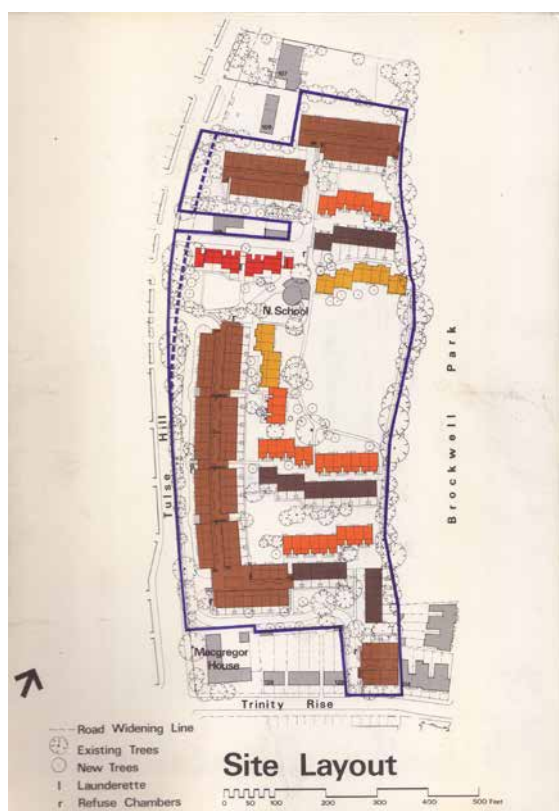 107
N. School
Tulse Hill
Brockwell Park
Macgregor
House
Trinity Rise
Road Widening Line
Existing Trees
New Trees
l Launderette
r Refuse Chambers
Site Layout
0 50 100 200 300 400 500 Feet